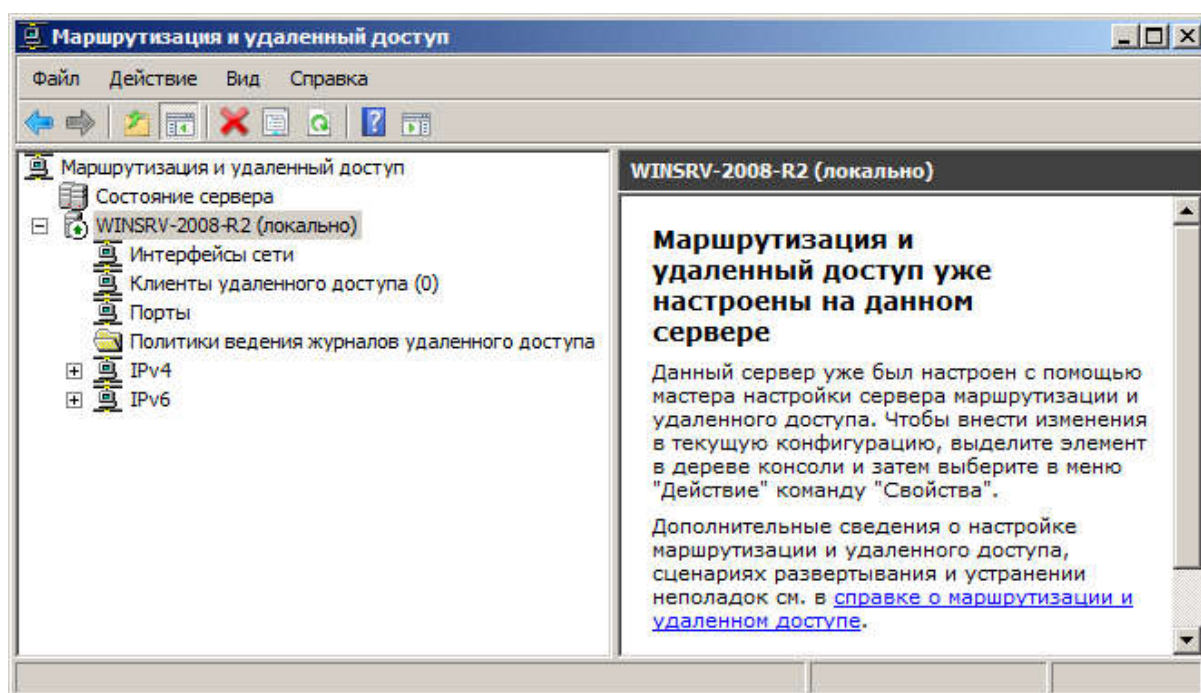 Маршрутизация и удаленный доступ
Файл Действие Вид Справка
Маршрутизация и удаленный доступ
Состояние сервера
WINSRV-2008-R2 (локально)
Интерфейсы сети
Клиенты удаленного доступа (0)
Порты
Политики ведения журналов удаленного доступа
IPv4
IPv6
WINSRV-2008-R2 (локально)
Маршрутизация и
удаленный доступ уже
настроены на данном
сервере
Данный сервер уже был настроен с помощью
мастера настройки сервера маршрутизации и
удаленного доступа. Чтобы внести изменения
в текущую конфигурацию, выделите элемент
в дереве консоли и затем выберите в меню
"Действие" команду "Свойства".
Дополнительные сведения о настройке
маршрутизации и удаленного доступа,
сценариях развертывания и устранении
неполадок см. в справке о маршрутизации и
удаленном доступе.